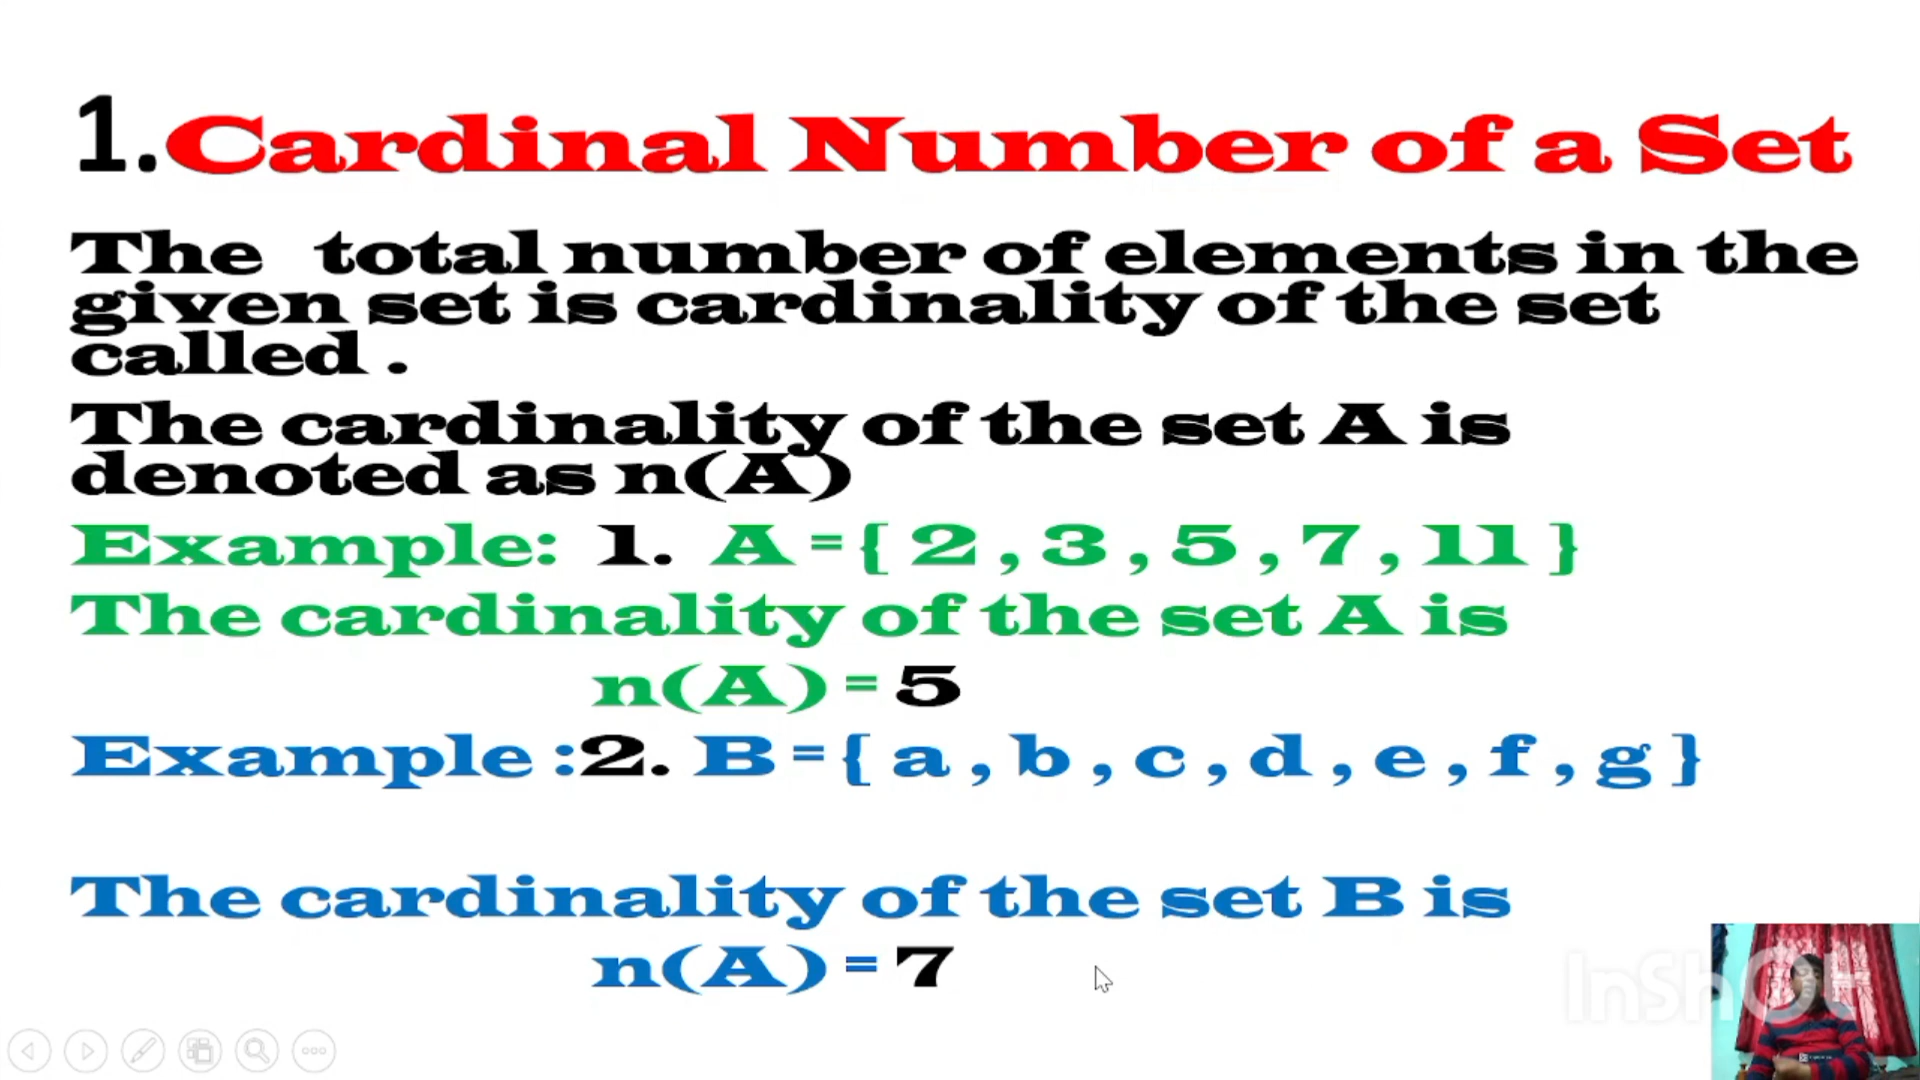 1.Cardinal Number of a Set
The total number of elements in the
given set is cardinality of the set
called .
The cardinality of the set A is
denoted as n(A)
Example: 1. A = { 2 , 3 , 5 , 7 , 11 }
The cardinality of the set A is
n(A) = 5
Example :2. B = { a , b , c , d , e , f , g }
The cardinality of the set B is
n(A) = 7
InShOt